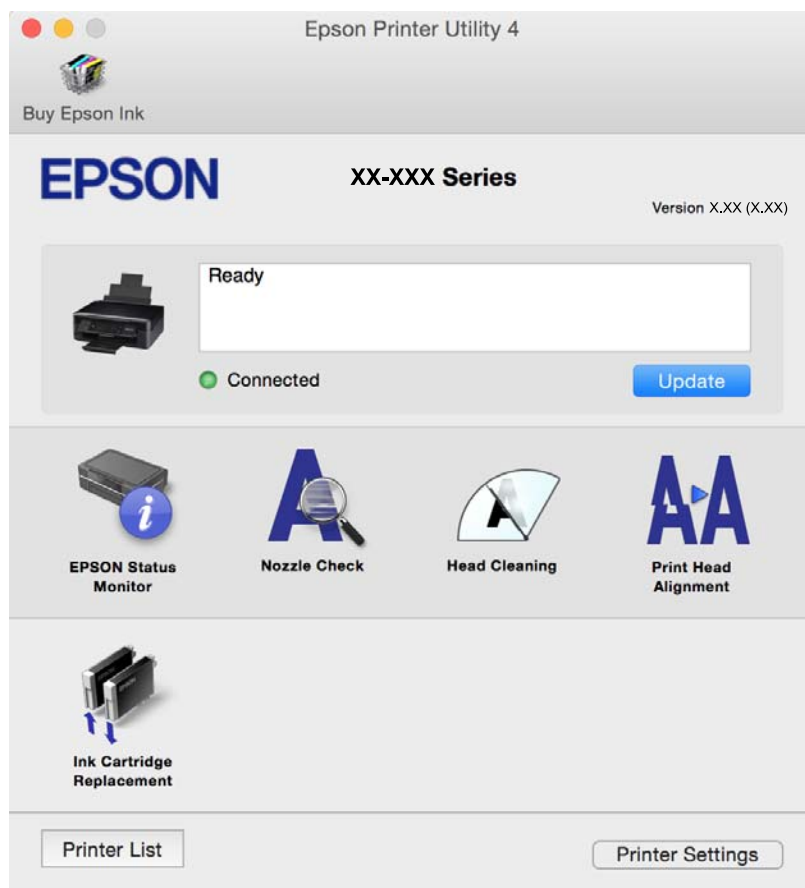 Epson Printer Utility 4
Buy Epson Ink
EPSON
XX-XXX Series
Version X.XX (X.XX)
Ready
Connected
Update
i
EPSON Status
Monitor
Nozzle Check
Head Cleaning
Print Head
Alignment
Ink Cartridge
Replacement
Printer List
Printer Settings